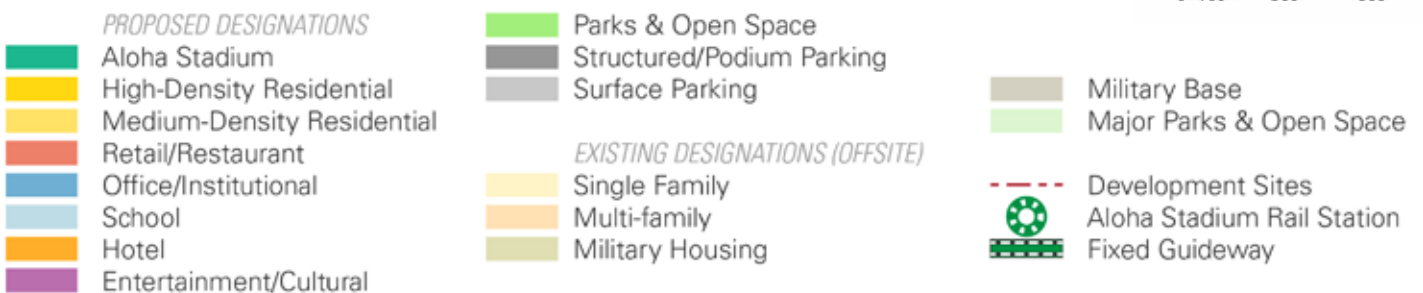 PROPOSED DESIGNATIONS
Aloha Stadium
High-Density Residential
Medium-Density Residential
Retail/Restaurant
Office/Institutional
School
Hotel
Entertainment/Cultural
Parks & Open Space
Structured/Podium Parking
Surface Parking
EXISTING DESIGNATIONS (OFFSITE)
Single Family
Multi-family
Military Housing
Military Base
Major Parks & Open Space
Development Sites
Aloha Stadium Rail Station
Fixed Guideway